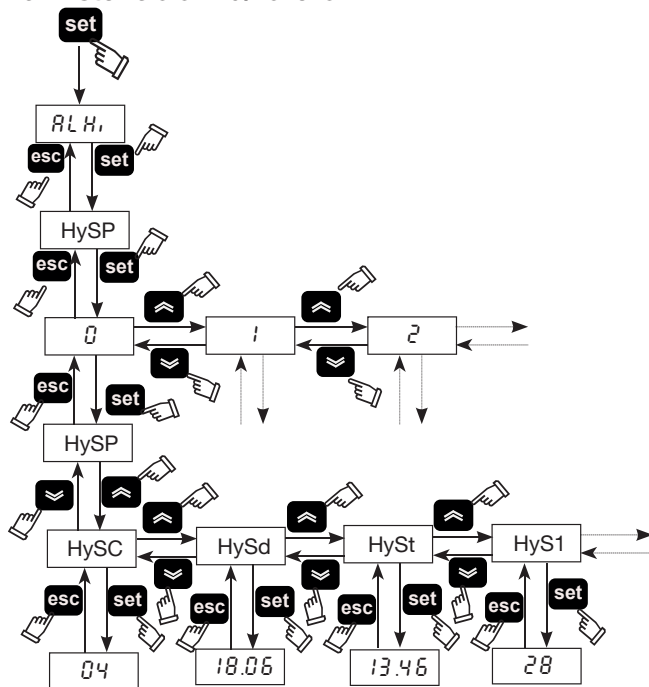 set
ALHi
esc set
HySP
esc set
0 1 2
esc set
HySP
HySC HySd HySt HyS1
esc set esc set esc set esc set
04 18.06 13.46 28